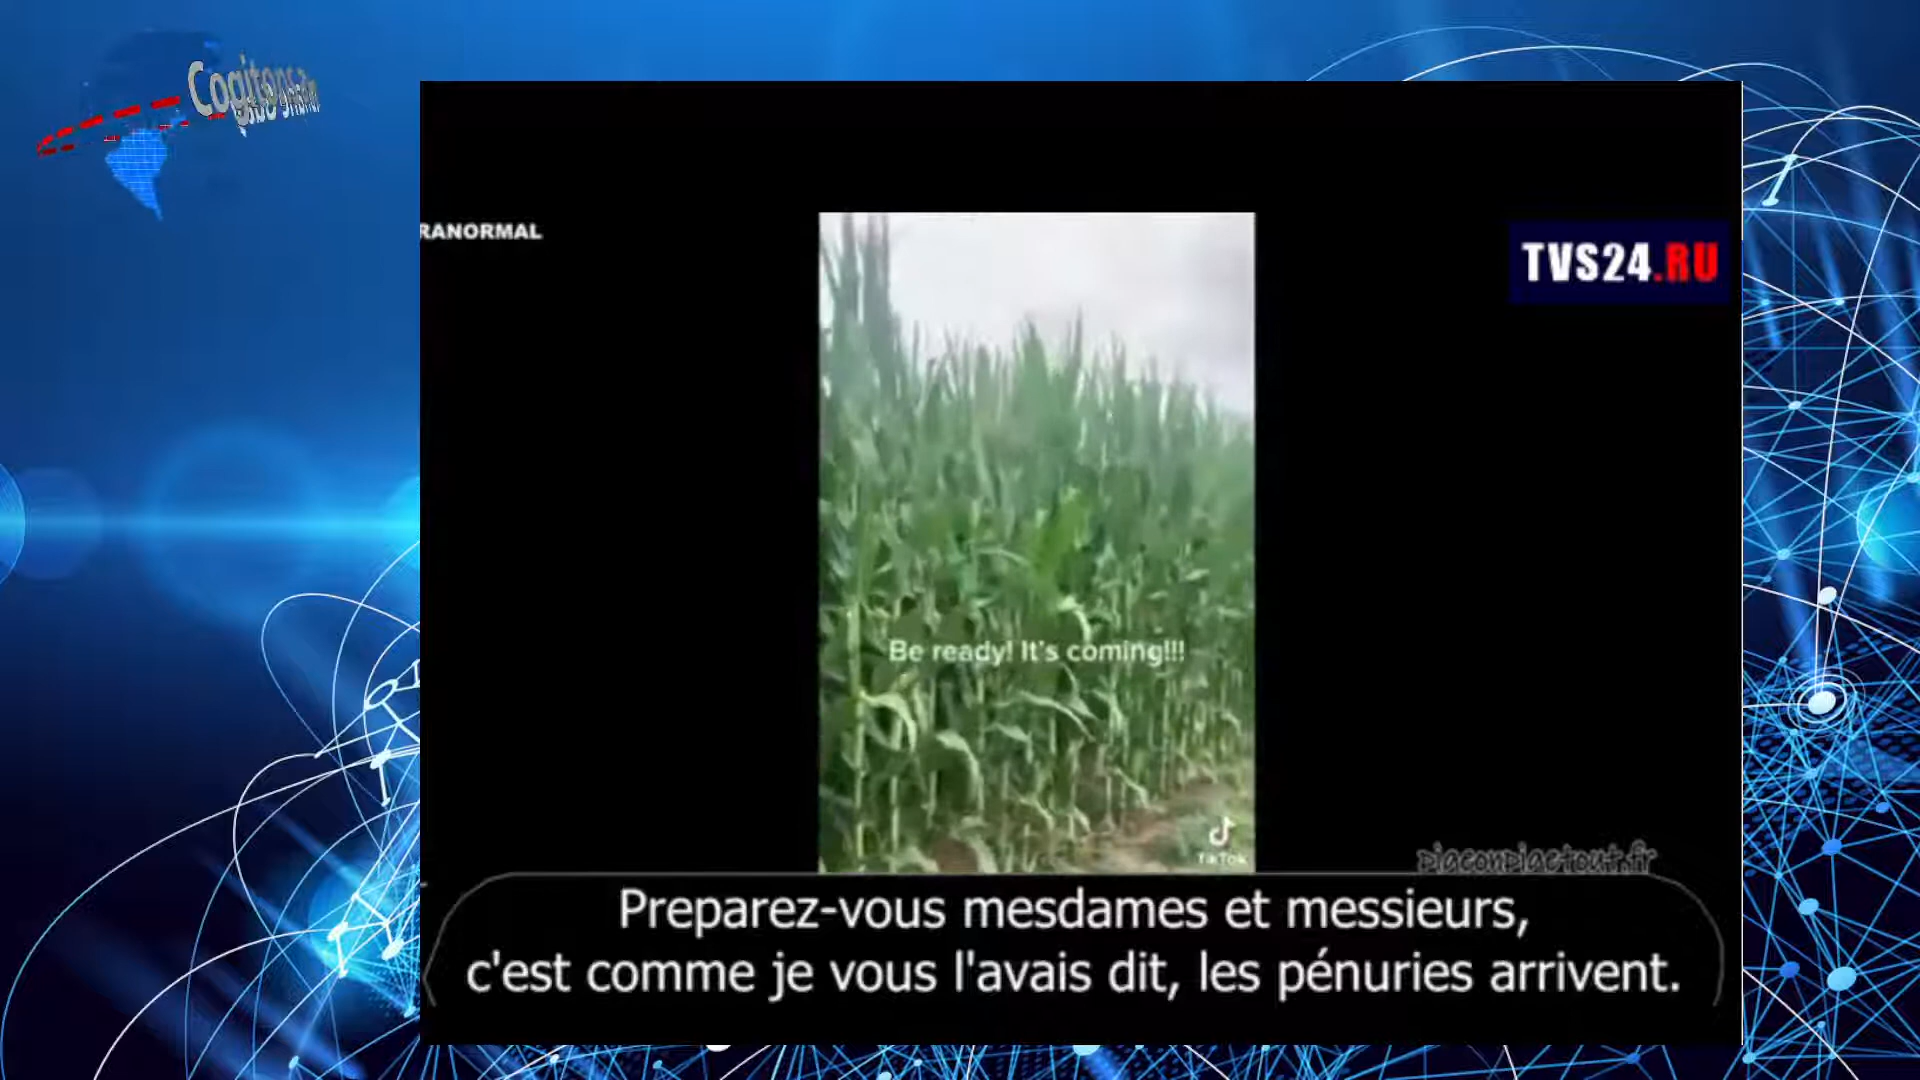 RANORMAL
TVS24.RU
Be ready! It's coming!!!
TikTok
Preparez-vous mesdames et messieurs,
c'est comme je vous l'avais dit, les pénuries arrivent.